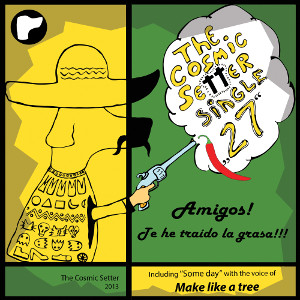 THE
COSMIC
SETTER
SINGLE
"27"
Amigos!
Te he traido la grasa!!!
The Cosmic Setter
2013
Including "Some day" with the voice of
Make like a tree